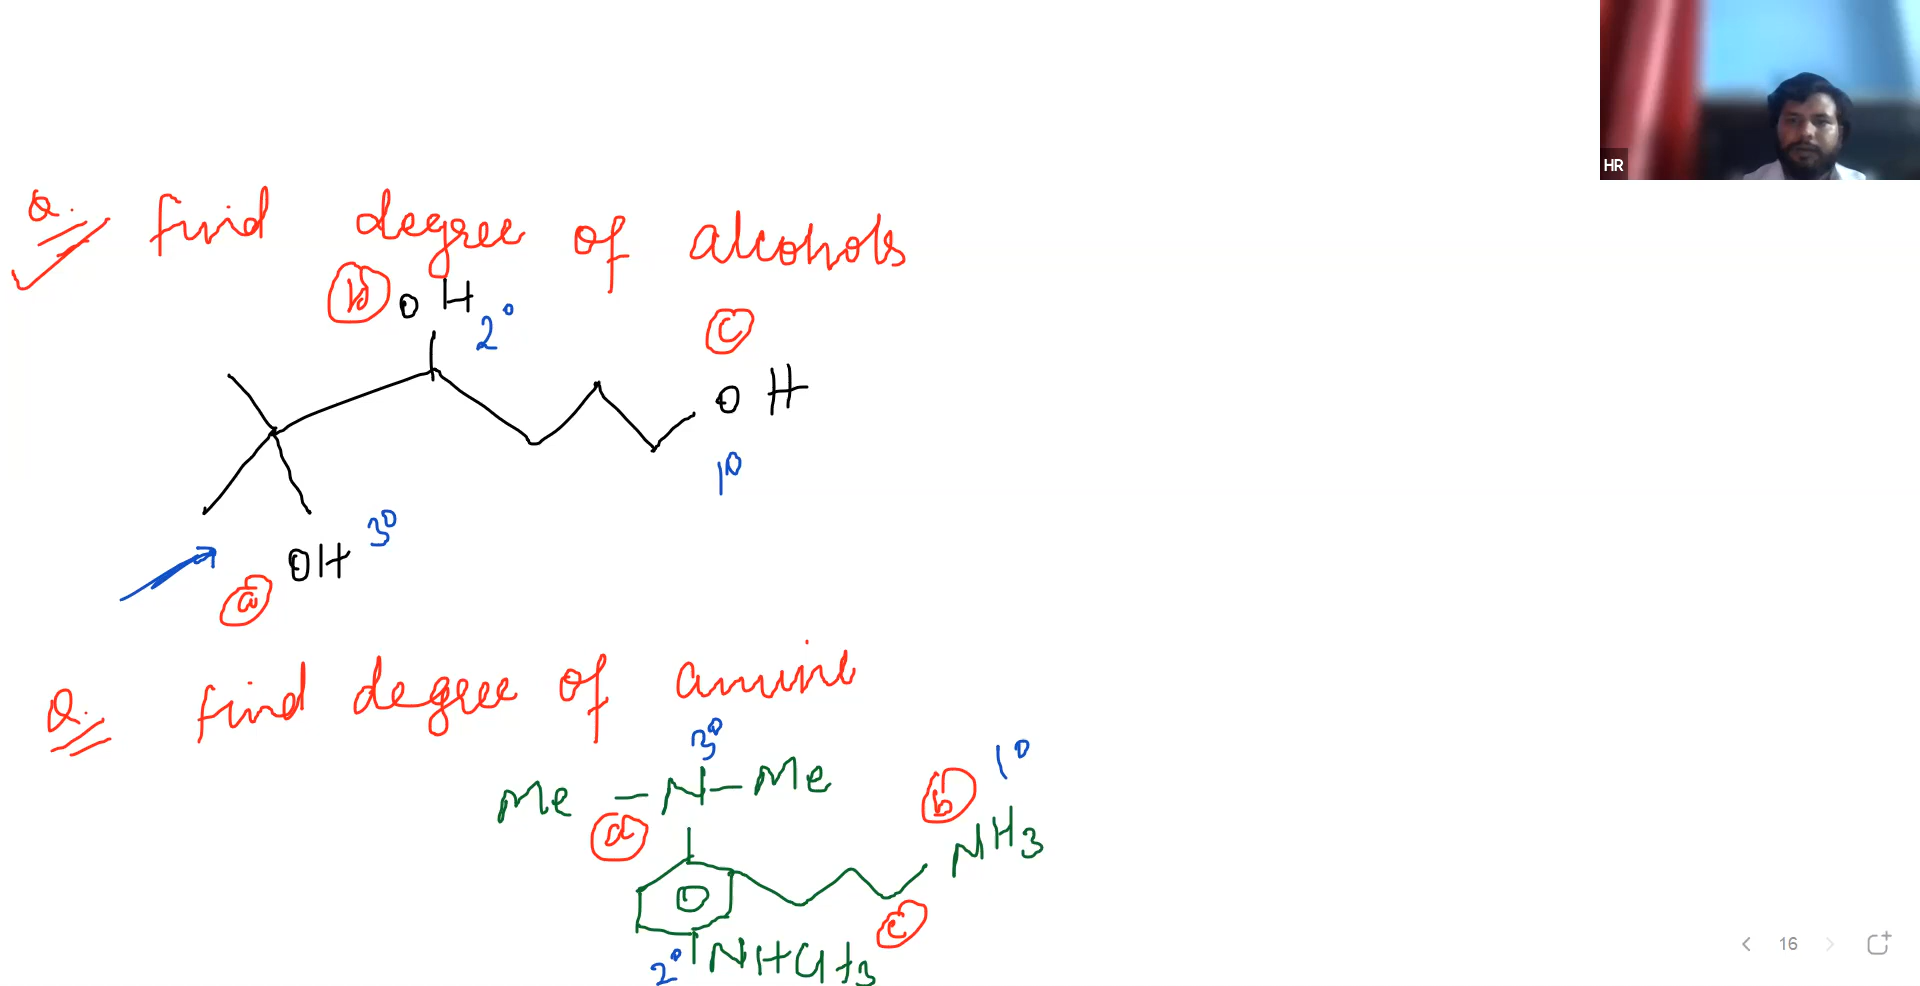 HR
Q. Find degree of alcohols
b OH 2°
c
OH
1°
OH 3°
a
Q. Find degree of amine
3° 1°
Me - N - Me b
a NH3
c
2° NHCH3
16